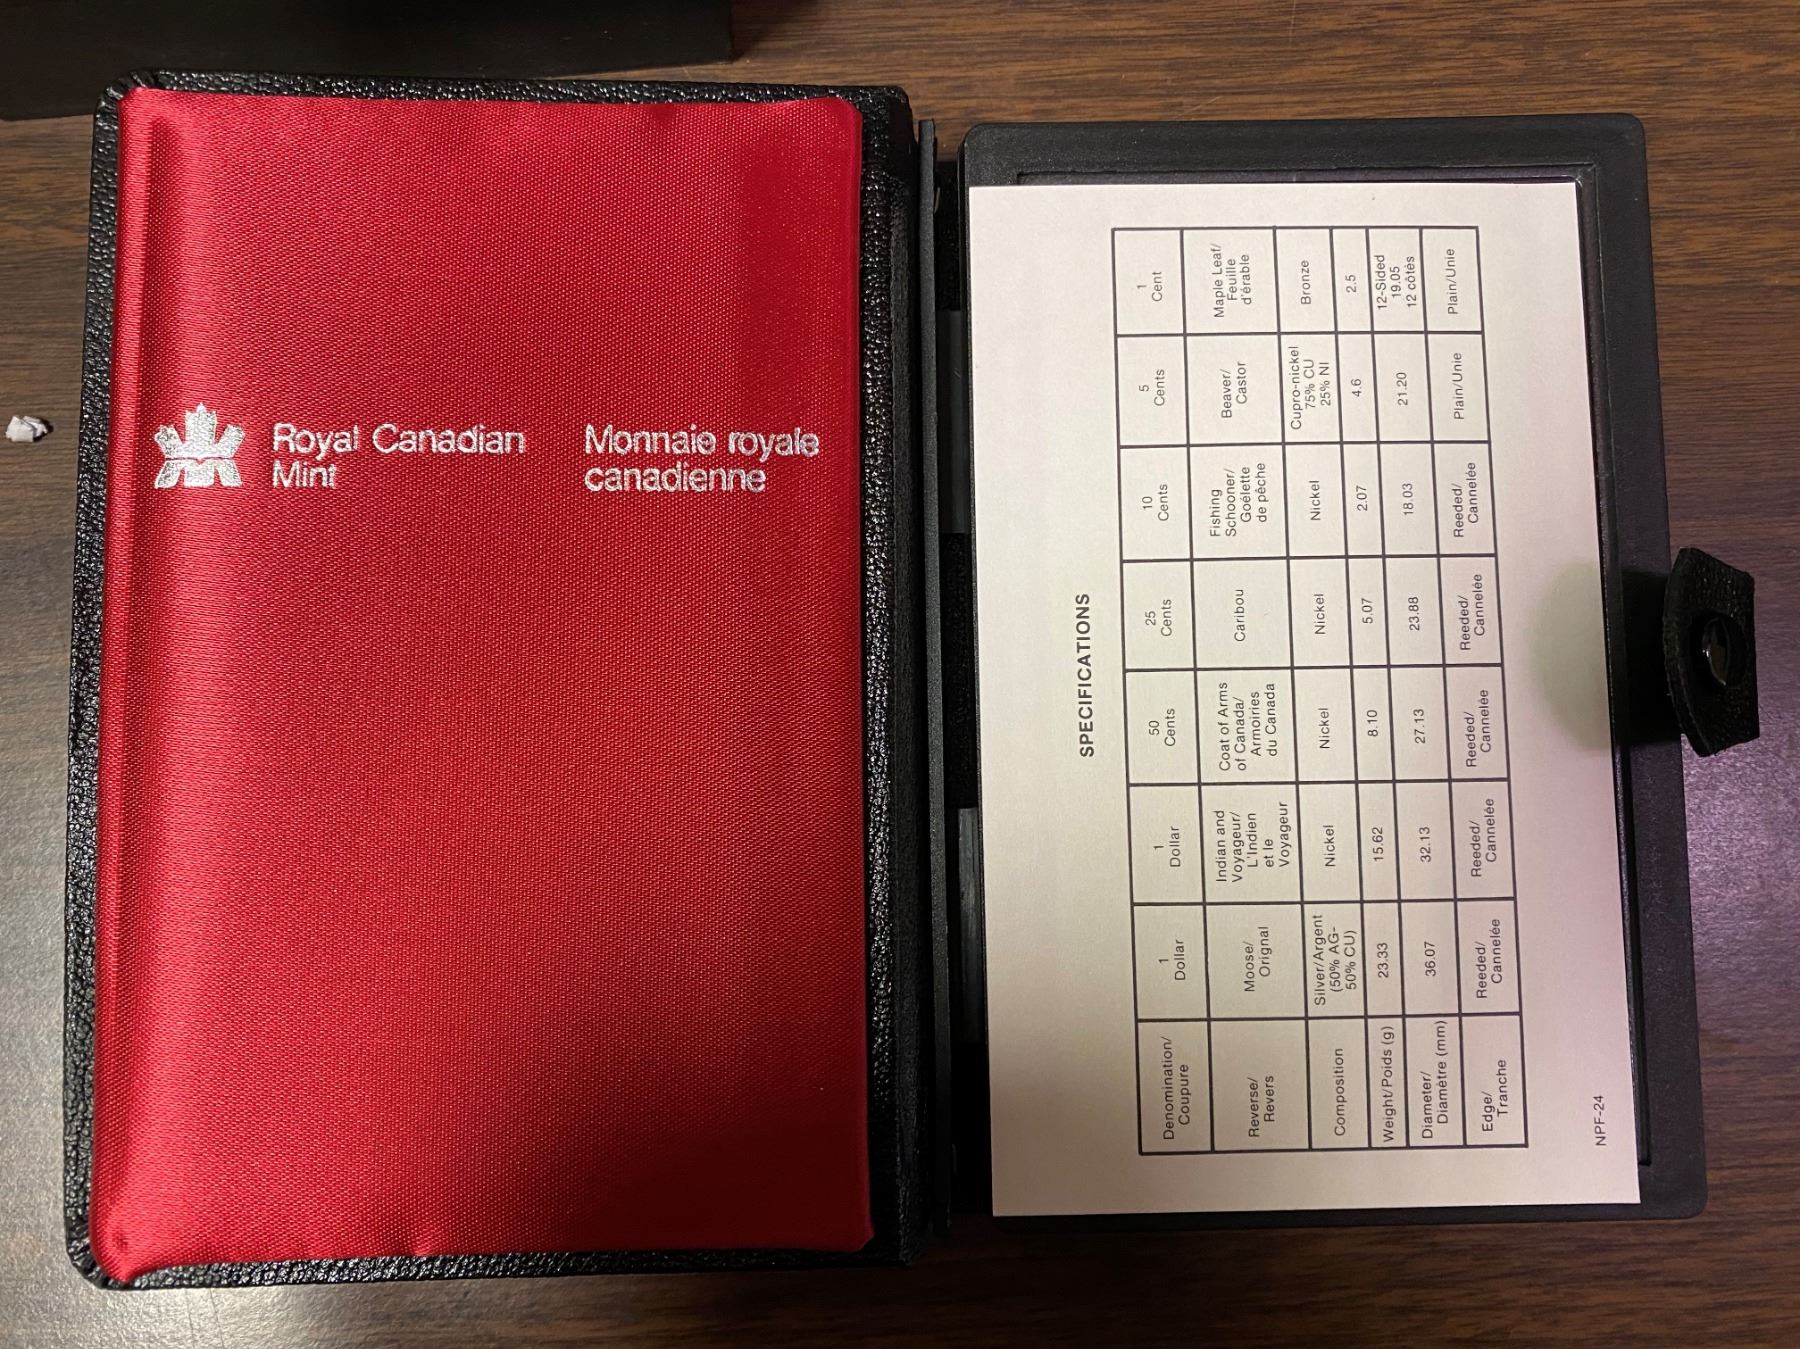 Royal Canadian
Mint
Monnaie royale
canadienne
SPECIFICATIONS
Denomination/
Coupure
1
Dollar
1
Dollar
50
Cents
25
Cents
10
Cents
5
Cents
1
Cent
Reverse/
Revers
Moose/
Orignal
Indian and
Voyageur/
L'Indien
et le
Voyageur
Coat of Arms
of Canada/
Armoiries
du Canada
Caribou
Fishing
Schooner/
Goélette
de pêche
Beaver/
Castor
Maple Leaf/
Feuille
d'érable
Composition
Silver/Argent
(50% AG-
50% CU)
Nickel
Nickel
Nickel
Nickel
Cupro-nickel
75% CU
25% NI
Bronze
Weight/Poids (g)
23.33
15.62
8.10
5.07
2.07
4.6
2.5
Diameter/
Diamètre (mm)
36.07
32.13
27.13
23.88
18.03
21.20
12-Sided
19.05
12 côtés
Edge/
Tranche
Reeded/
Cannelée
Reeded/
Cannelée
Reeded/
Cannelée
Reeded/
Cannelée
Reeded/
Cannelée
Plain/Unie
Plain/Unie
NPF-24